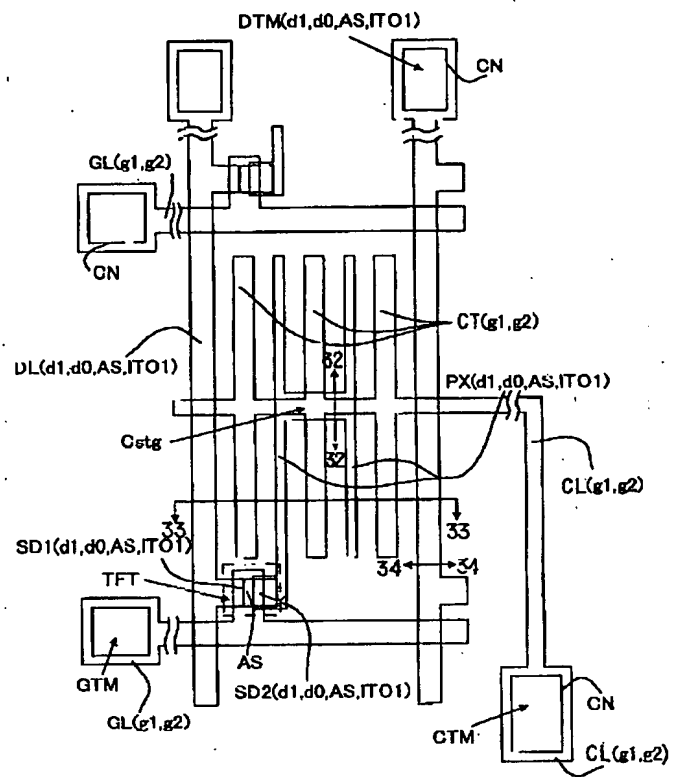 DTM(d1,d0,AS,ITO1)
CN
GL(g1,g2)
CN
CT(g1,g2)
DL(d1,d0,AS,ITO1)
32
PX(d1,d0,AS,ITO1)
Cstg
32
CL(g1,g2)
33
33
SD1(d1,d0,AS,ITO1)
34
34
TFT
AS
GTM
SD2(d1,d0,AS,ITO1)
GL(g1,g2)
CN
CTM
CL(g1,g2)